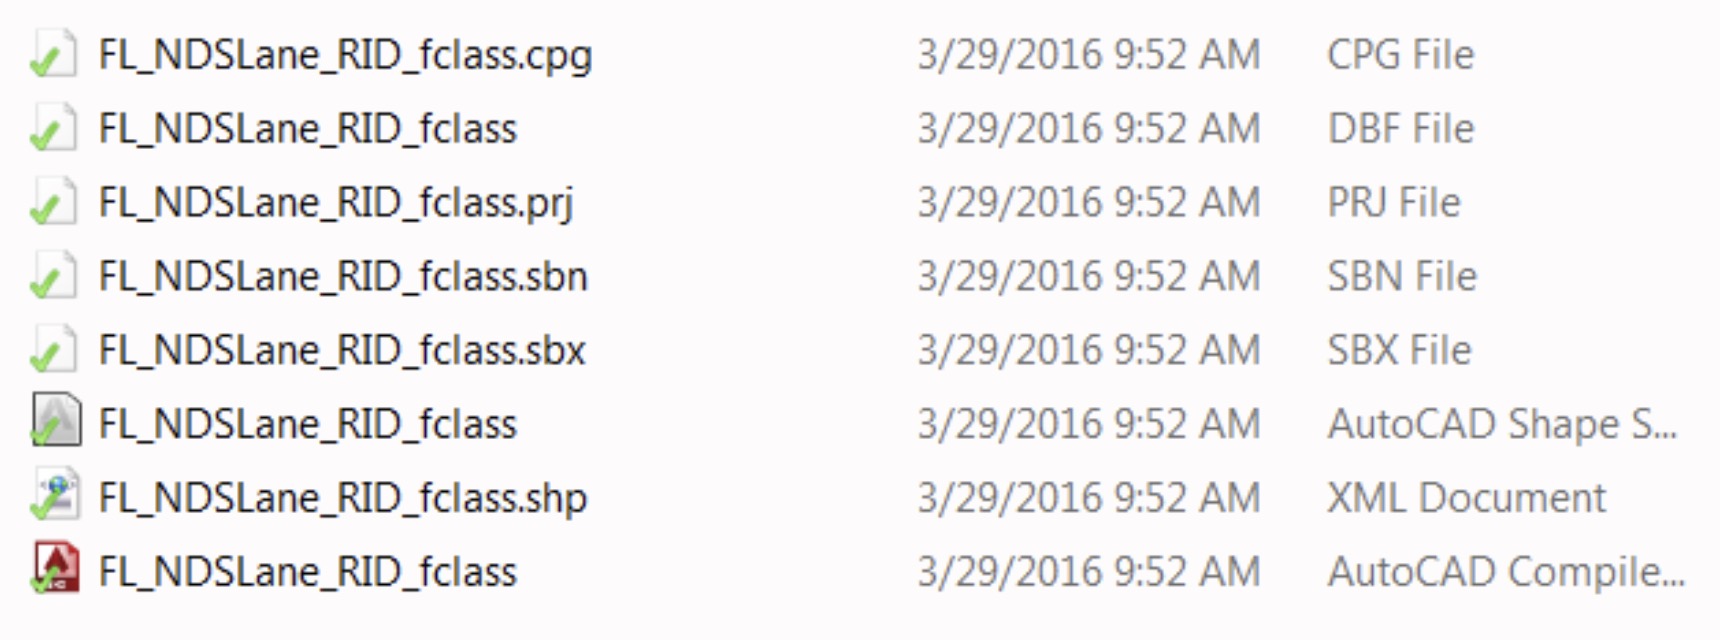 FL_NDSLane_RID_fclass.cpg 3/29/2016 9:52 AM CPG File
FL_NDSLane_RID_fclass 3/29/2016 9:52 AM DBF File
FL_NDSLane_RID_fclass.prj 3/29/2016 9:52 AM PRJ File
FL_NDSLane_RID_fclass.sbn 3/29/2016 9:52 AM SBN File
FL_NDSLane_RID_fclass.sbx 3/29/2016 9:52 AM SBX File
FL_NDSLane_RID_fclass 3/29/2016 9:52 AM AutoCAD Shape S...
FL_NDSLane_RID_fclass.shp 3/29/2016 9:52 AM XML Document
FL_NDSLane_RID_fclass 3/29/2016 9:52 AM AutoCAD Compile...